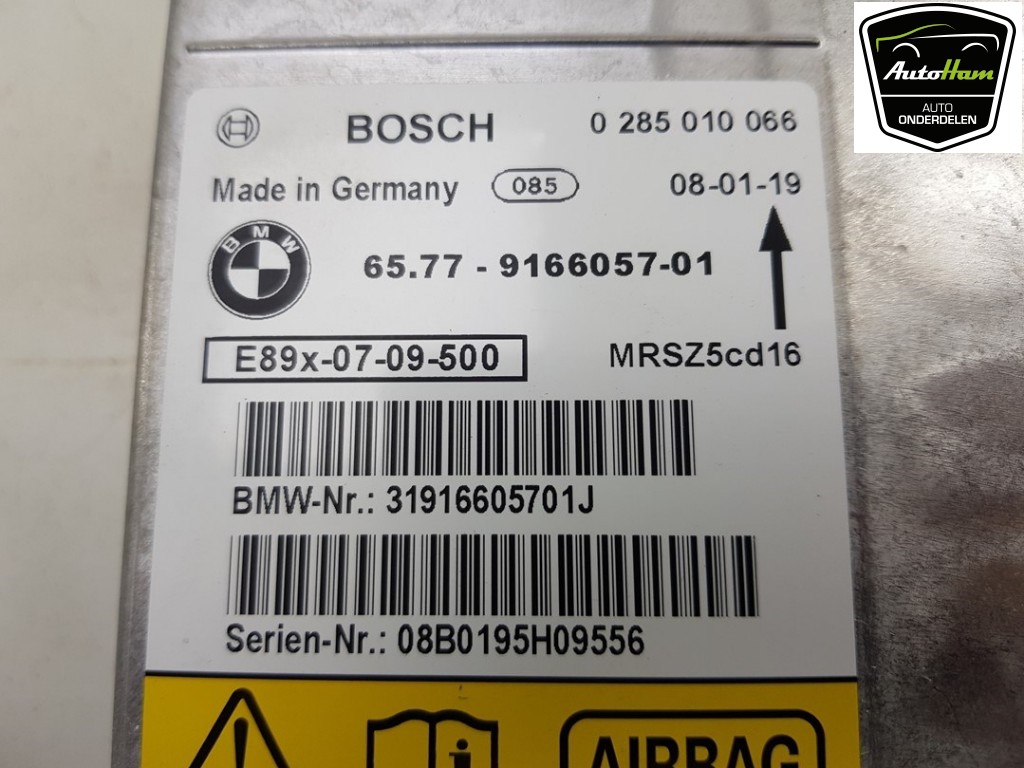 AutoHam
AUTO
ONDERDELEN
BOSCH 0 285 010 066
Made in Germany 085 08-01-19
BMW
65.77 - 9166057-01
E89x-07-09-500 MRSZ5cd16
BMW-Nr.: 31916605701J
Serien-Nr.: 08B0195H09556
AIRBAG